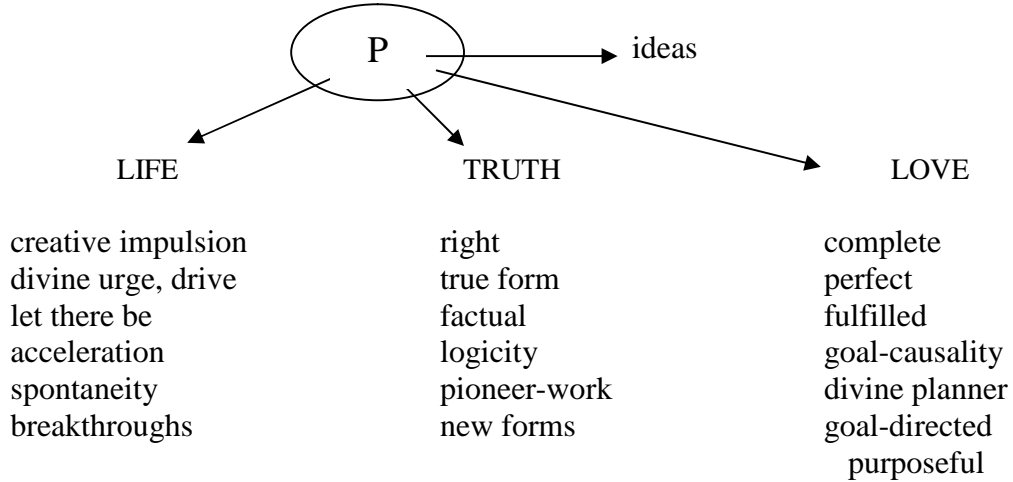 P
ideas
LIFE
TRUTH
LOVE
creative impulsion
divine urge, drive
let there be
acceleration
spontaneity
breakthroughs
right
true form
factual
logicity
pioneer-work
new forms
complete
perfect
fulfilled
goal-causality
divine planner
goal-directed
purposeful